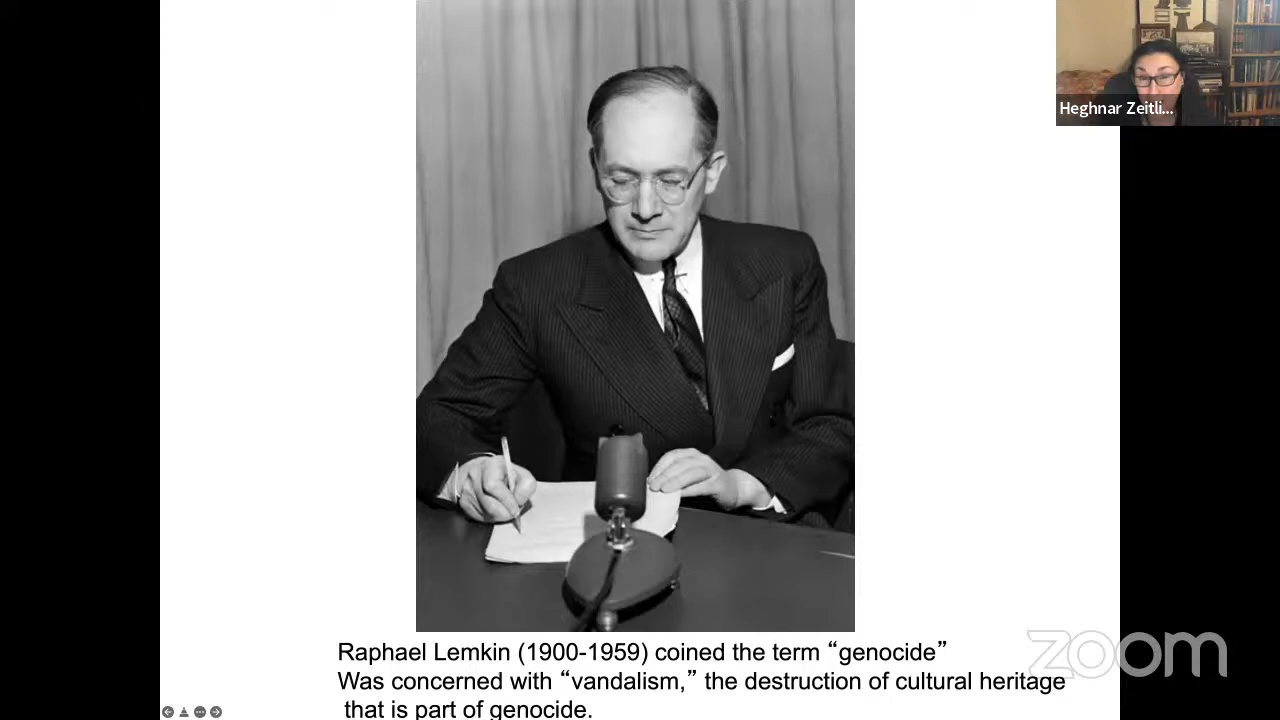 Heghnar Zeitli...
Raphael Lemkin (1900-1959) coined the term “genocide”
Was concerned with “vandalism,” the destruction of cultural heritage
that is part of genocide.
zoom